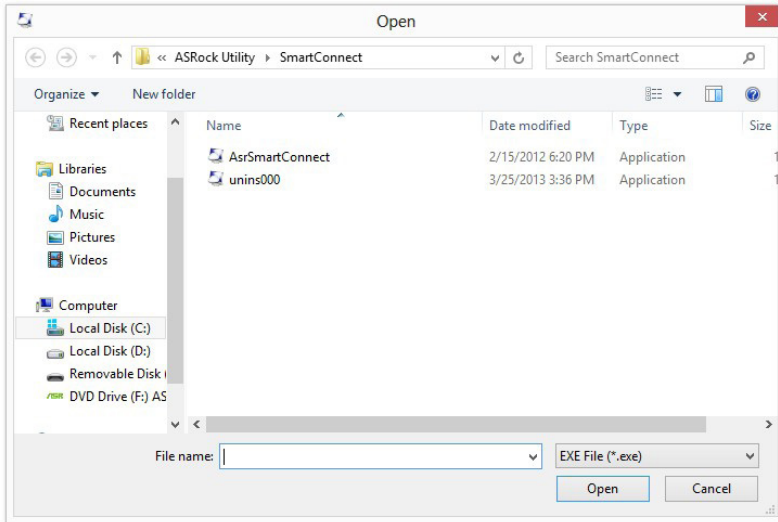 Open
« ASRock Utility ▸ SmartConnect
Search SmartConnect
Organize
New folder
Recent places
Libraries
Documents
Music
Pictures
Videos
Computer
Local Disk (C:)
Local Disk (D:)
Removable Disk (
DVD Drive (F:) AS
Name Date modified Type Size
AsrSmartConnect 2/15/2012 6:20 PM Application 1
unins000 3/25/2013 3:36 PM Application 1
File name:
EXE File (*.exe)
Open Cancel